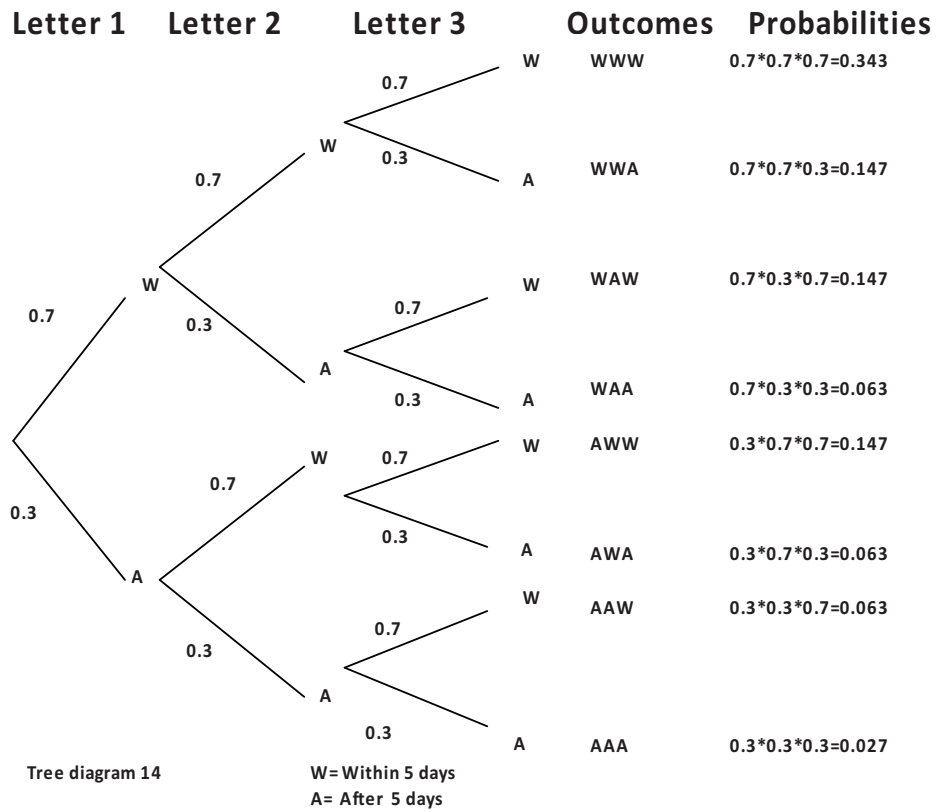 Letter 1 Letter 2 Letter 3 Outcomes Probabilities
W WWW 0.7*0.7*0.7=0.343
0.7
W
0.3
A WWA 0.7*0.7*0.3=0.147
0.7
W
W WAW 0.7*0.3*0.7=0.147
0.7
0.7
0.3
A
0.3
A WAA 0.7*0.3*0.3=0.063
W AWW 0.3*0.7*0.7=0.147
W
0.7
0.7
0.3
0.3
A AWA 0.3*0.7*0.3=0.063
A
W AAW 0.3*0.3*0.7=0.063
0.7
0.3
A
0.3
A AAA 0.3*0.3*0.3=0.027
Tree diagram 14
W= Within 5 days
A= After 5 days